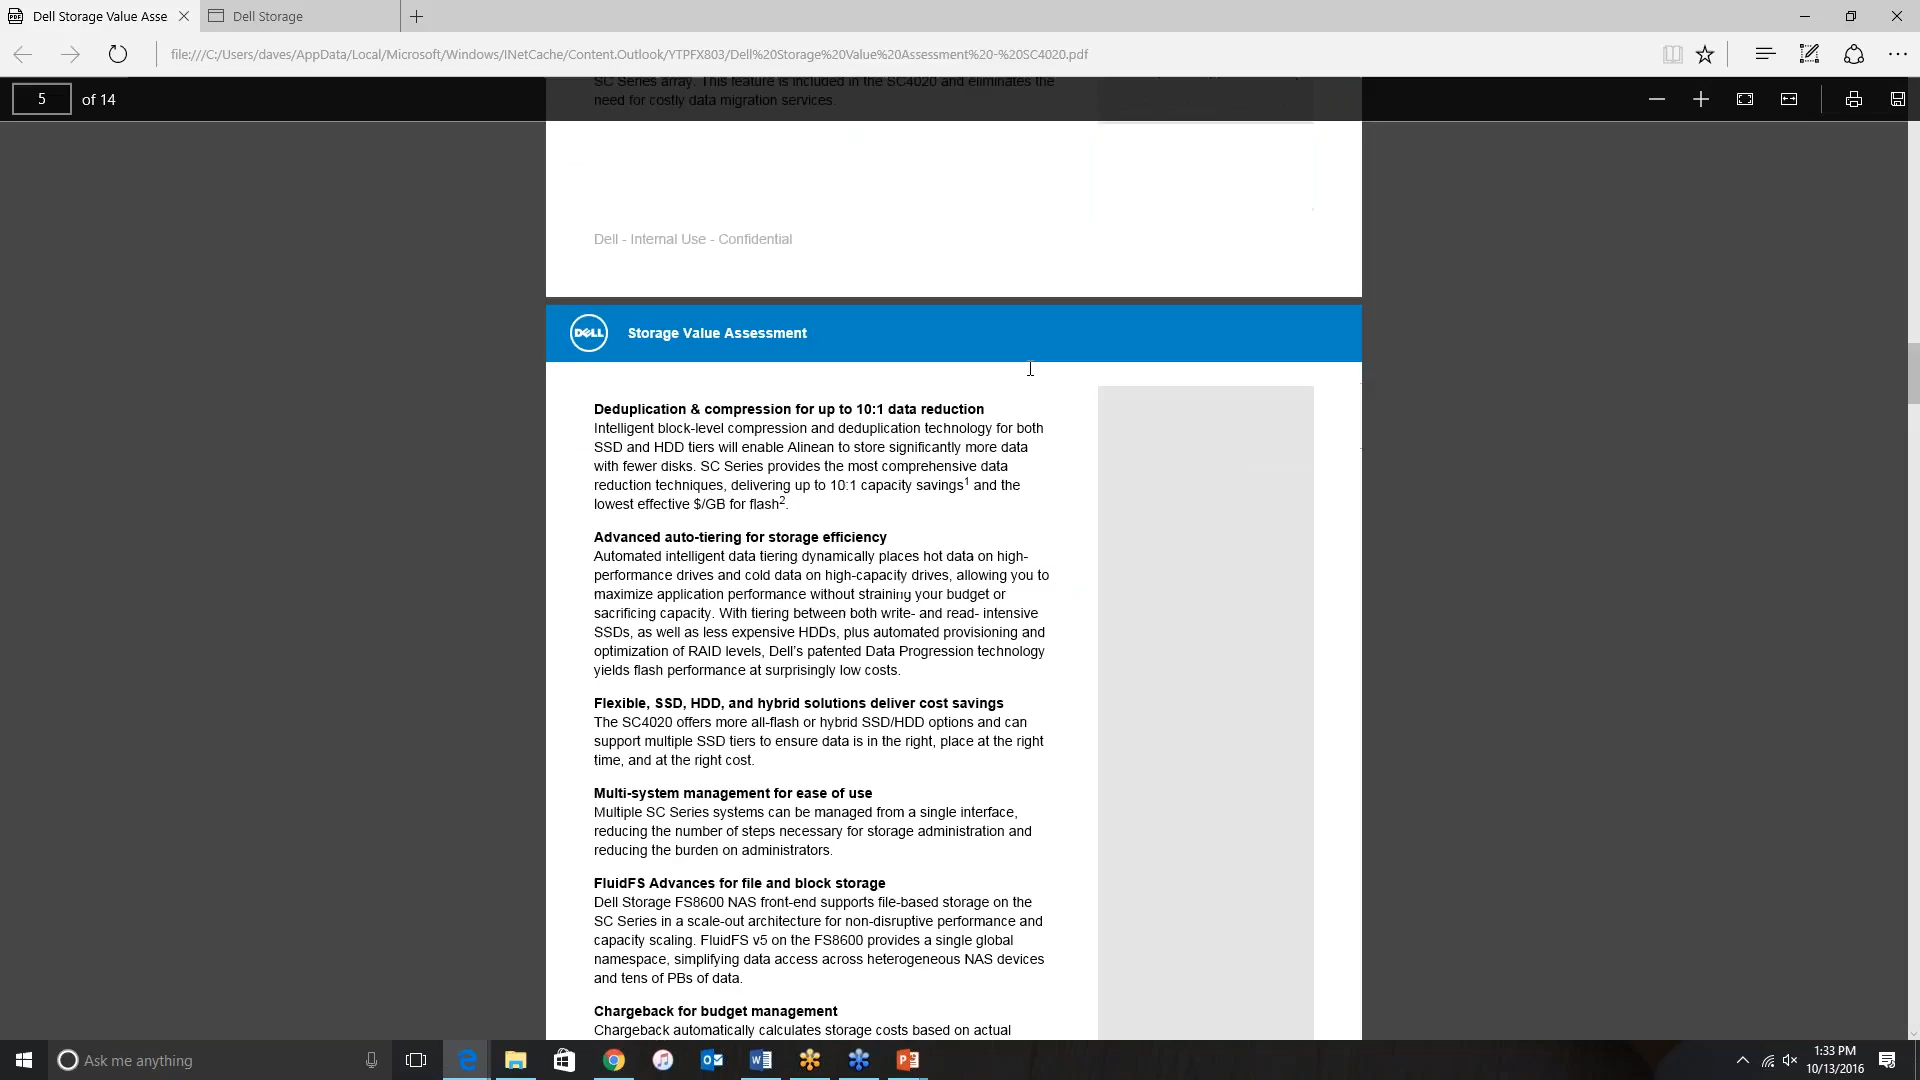 Dell Storage Value Asse
Dell Storage
file:///C:/Users/daves/AppData/Local/Microsoft/Windows/INetCache/Content.Outlook/YTPFX803/Dell%20Storage%20Value%20Assessment%20-%20SC4020.pdf
5 of 14
SC Series array. This feature is included in the SC4020 and eliminates the
need for costly data migration services.
Dell - Internal Use - Confidential
DELL Storage Value Assessment
Deduplication & compression for up to 10:1 data reduction
Intelligent block-level compression and deduplication technology for both
SSD and HDD tiers will enable Alinean to store significantly more data
with fewer disks. SC Series provides the most comprehensive data
reduction techniques, delivering up to 10:1 capacity savings1 and the
lowest effective $/GB for flash2.
Advanced auto-tiering for storage efficiency
Automated intelligent data tiering dynamically places hot data on high-
performance drives and cold data on high-capacity drives, allowing you to
maximize application performance without straining your budget or
sacrificing capacity. With tiering between both write- and read- intensive
SSDs, as well as less expensive HDDs, plus automated provisioning and
optimization of RAID levels, Dell's patented Data Progression technology
yields flash performance at surprisingly low costs.
Flexible, SSD, HDD, and hybrid solutions deliver cost savings
The SC4020 offers more all-flash or hybrid SSD/HDD options and can
support multiple SSD tiers to ensure data is in the right, place at the right
time, and at the right cost.
Multi-system management for ease of use
Multiple SC Series systems can be managed from a single interface,
reducing the number of steps necessary for storage administration and
reducing the burden on administrators.
FluidFS Advances for file and block storage
Dell Storage FS8600 NAS front-end supports file-based storage on the
SC Series in a scale-out architecture for non-disruptive performance and
capacity scaling. FluidFS v5 on the FS8600 provides a single global
namespace, simplifying data access across heterogeneous NAS devices
and tens of PBs of data.
Chargeback for budget management
Chargeback automatically calculates storage costs based on actual
Ask me anything
1:33 PM
10/13/2016